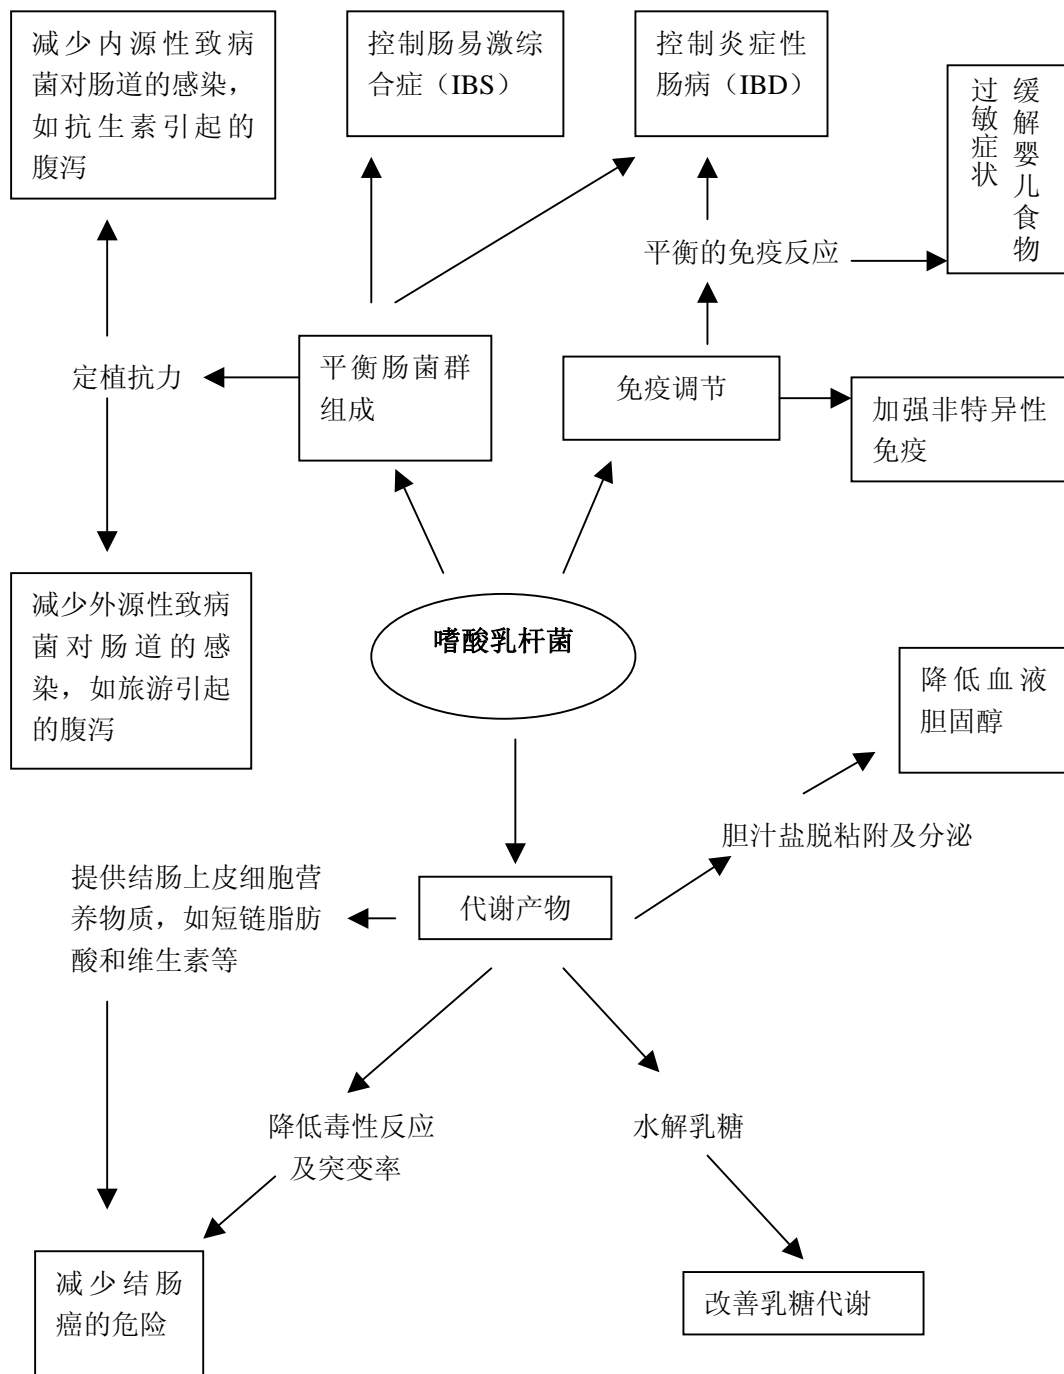 减少内源性致病
菌对肠道的感染，
如抗生素引起的
腹泻
控制肠易激综
合症（IBS）
控制炎症性
肠病（IBD）
缓解婴儿食物
过敏症状
平衡的免疫反应
定植抗力
平衡肠菌群
组成
免疫调节
加强非特异性
免疫
减少外源性致病
菌对肠道的感
染，如旅游引起
的腹泻
嗜酸乳杆菌
降低血液
胆固醇
胆汁盐脱粘附及分泌
提供结肠上皮细胞营
养物质，如短链脂肪
酸和维生素等
代谢产物
降低毒性反应
及突变率
水解乳糖
减少结肠
癌的危险
改善乳糖代谢